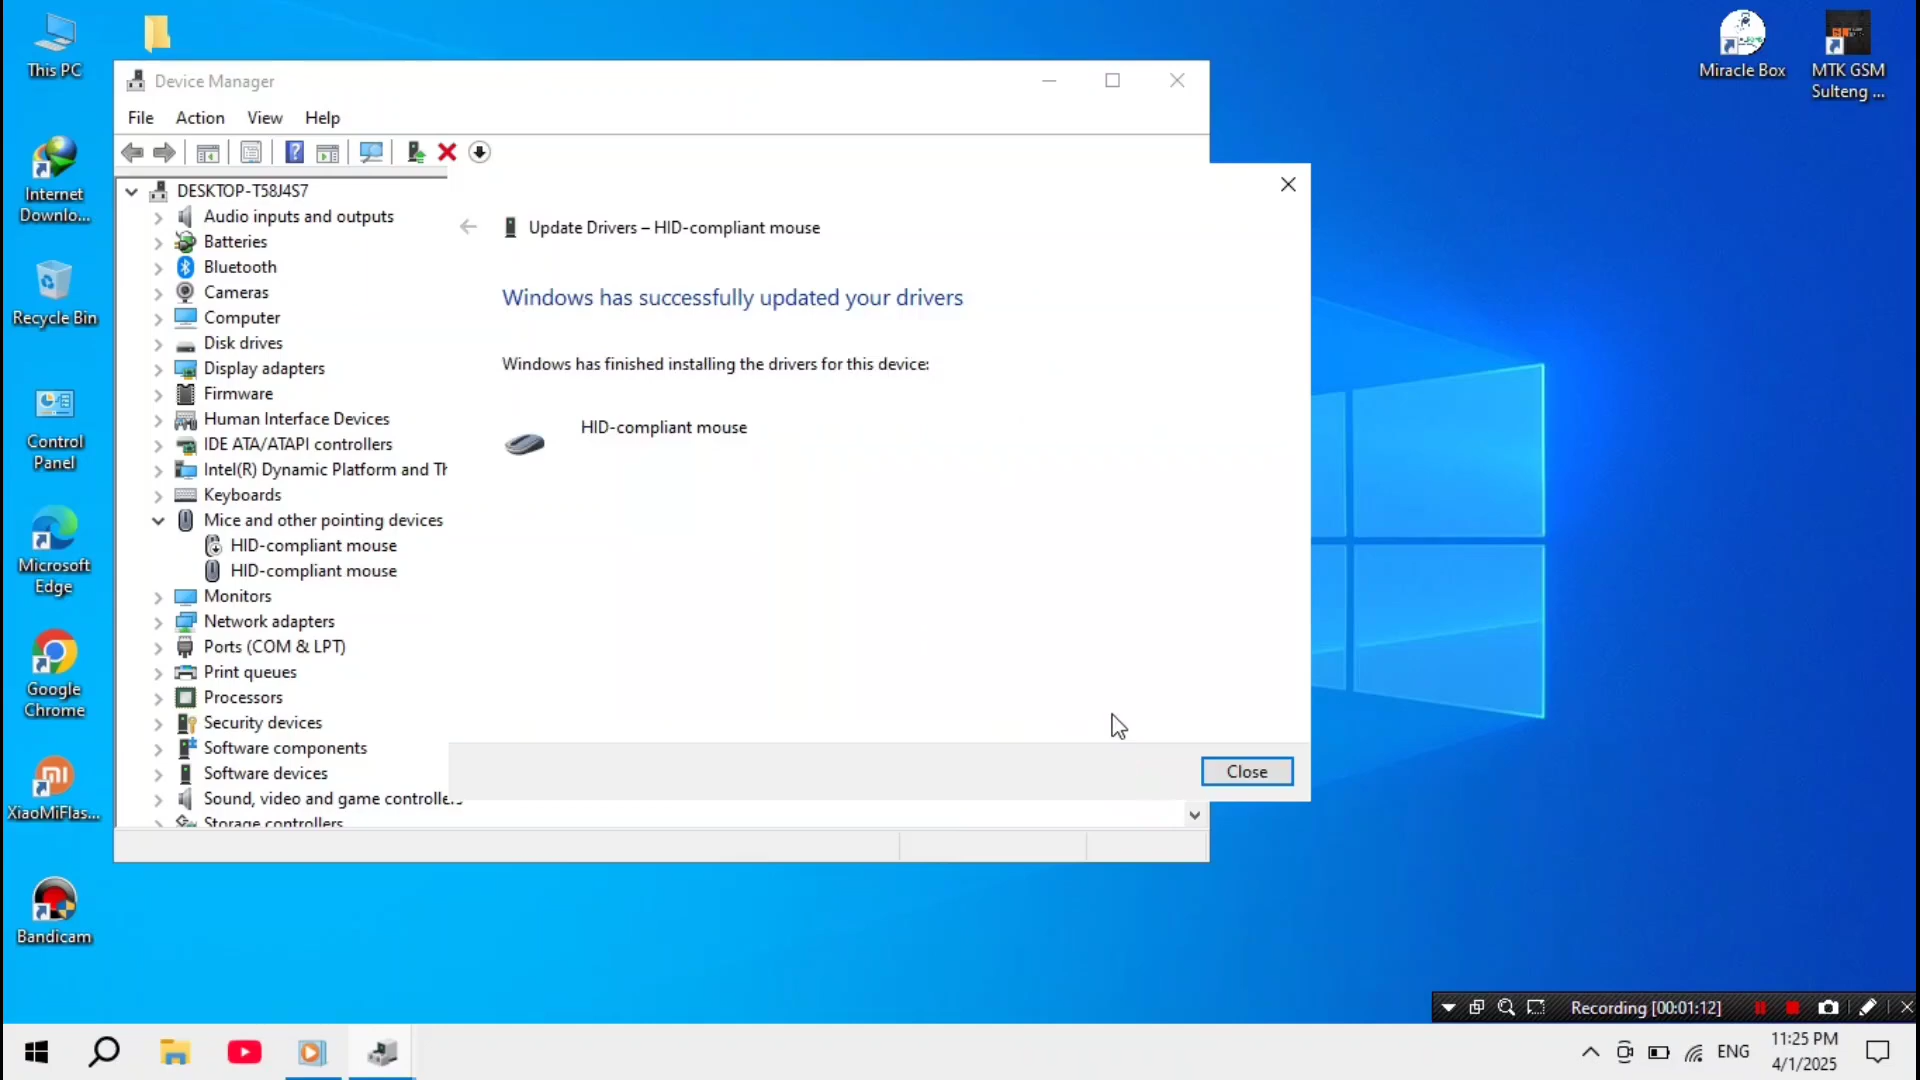 This PC
Internet
Downlo...
Recycle Bin
Control
Panel
Microsoft
Edge
Google
Chrome
XiaoMiFlas...
Bandicam
Miracle Box
MTK GSM
Sulteng ...
Device Manager
File Action View Help
DESKTOP-T58J4S7
Audio inputs and outputs
Batteries
Bluetooth
Cameras
Computer
Disk drives
Display adapters
Firmware
Human Interface Devices
IDE ATA/ATAPI controllers
Intel(R) Dynamic Platform and Th
Keyboards
Mice and other pointing devices
HID-compliant mouse
HID-compliant mouse
Monitors
Network adapters
Ports (COM & LPT)
Print queues
Processors
Security devices
Software components
Software devices
Sound, video and game controllers
Storage controllers
Update Drivers – HID-compliant mouse
Windows has successfully updated your drivers
Windows has finished installing the drivers for this device:
HID-compliant mouse
Close
Recording [00:01:12]
ENG
11:25 PM
4/1/2025